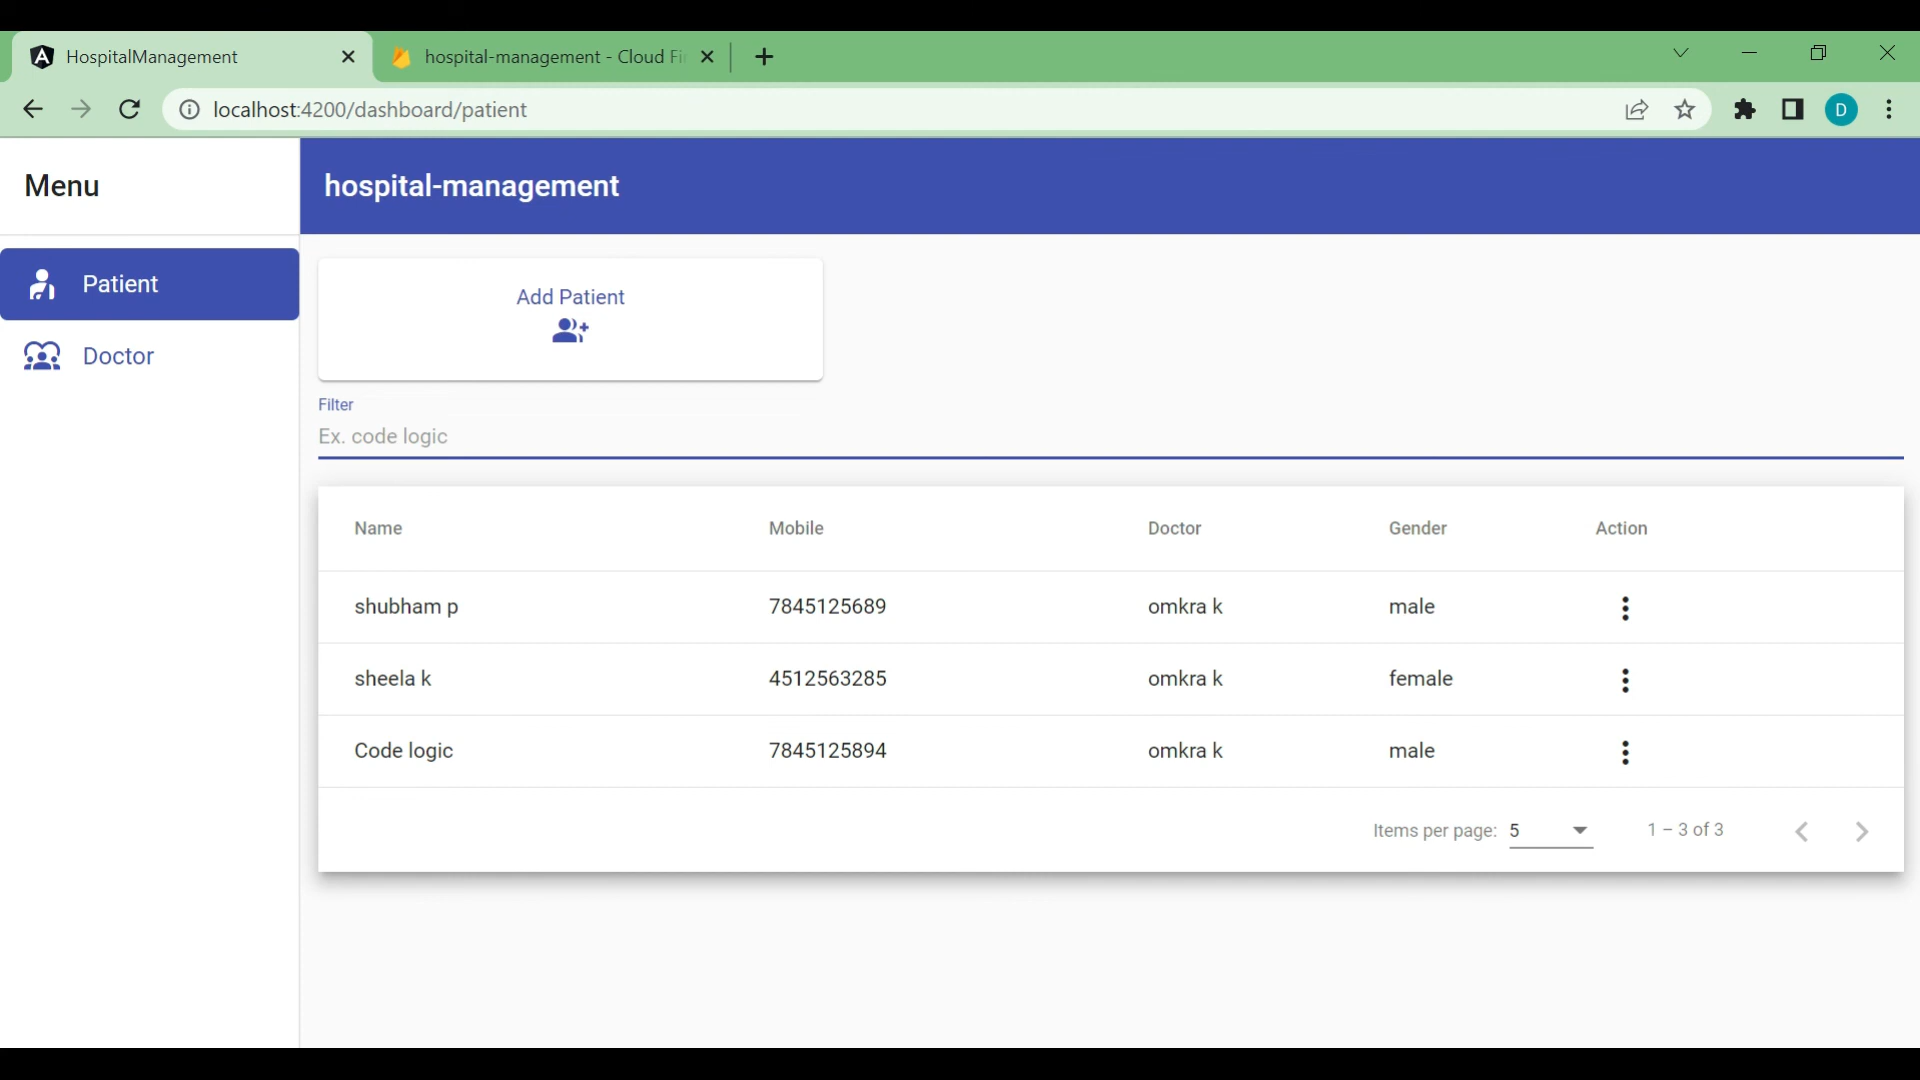 HospitalManagement
hospital-management - Cloud Fi
localhost:4200/dashboard/patient
D
Menu
hospital-management
Patient
Doctor
Add Patient
Filter
Ex. code logic
Name Mobile Doctor Gender Action
shubham p 7845125689 omkra k male
sheela k 4512563285 omkra k female
Code logic 7845125894 omkra k male
Items per page: 5 1 – 3 of 3